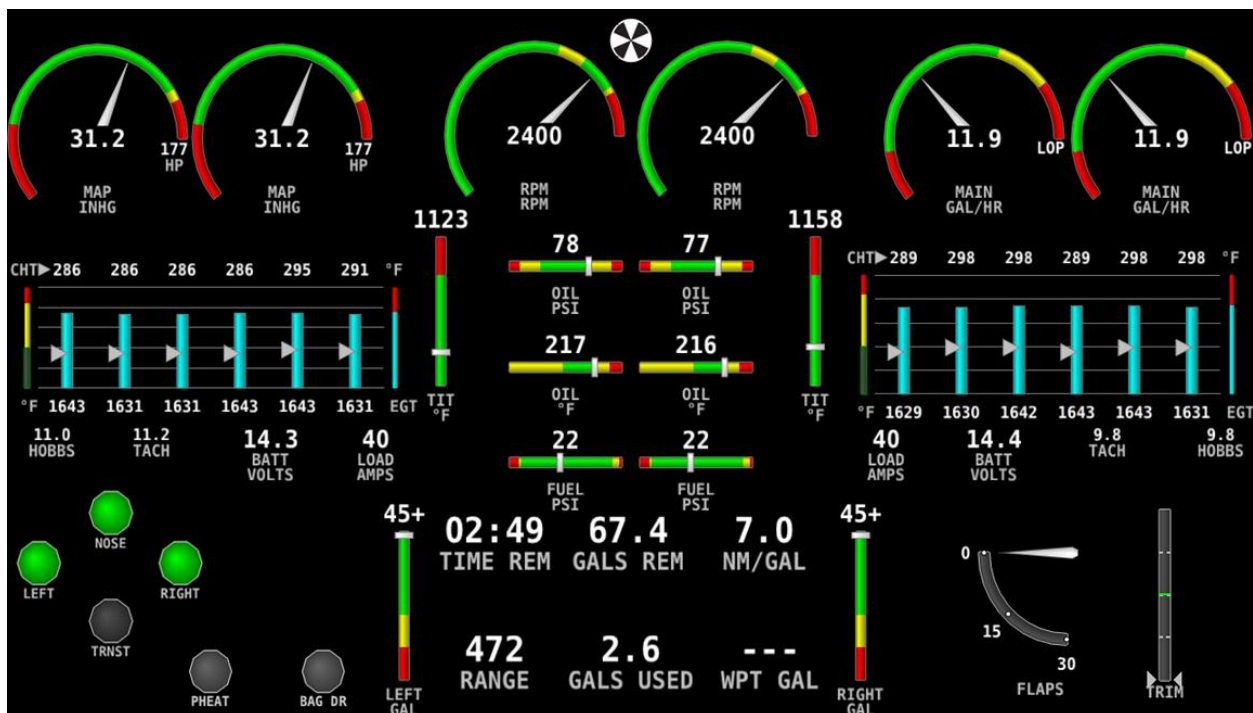 31.2
177
HP
MAP
INHG
31.2
177
HP
MAP
INHG
2400
RPM
RPM
2400
RPM
RPM
11.9
LOP
MAIN
GAL/HR
11.9
LOP
MAIN
GAL/HR
CHT 286 286 286 286 295 291 °F
°F 1643 1631 1631 1643 1643 1631 EGT
1123
TIT
°F
78
OIL
PSI
77
OIL
PSI
217
OIL
°F
216
OIL
°F
22
FUEL
PSI
22
FUEL
PSI
1158
TIT
°F
CHT 289 298 298 289 298 298 °F
°F 1629 1630 1642 1643 1643 1631 EGT
11.0
HOBBS
11.2
TACH
14.3
BATT
VOLTS
40
LOAD
AMPS
40
LOAD
AMPS
14.4
BATT
VOLTS
9.8
TACH
9.8
HOBBS
NOSE
LEFT
RIGHT
TRNST
PHEAT
BAG DR
45+
LEFT
GAL
02:49
TIME REM
67.4
GALS REM
7.0
NM/GAL
472
RANGE
2.6
GALS USED
---
WPT GAL
45+
RIGHT
GAL
0
15
30
FLAPS
TRIM